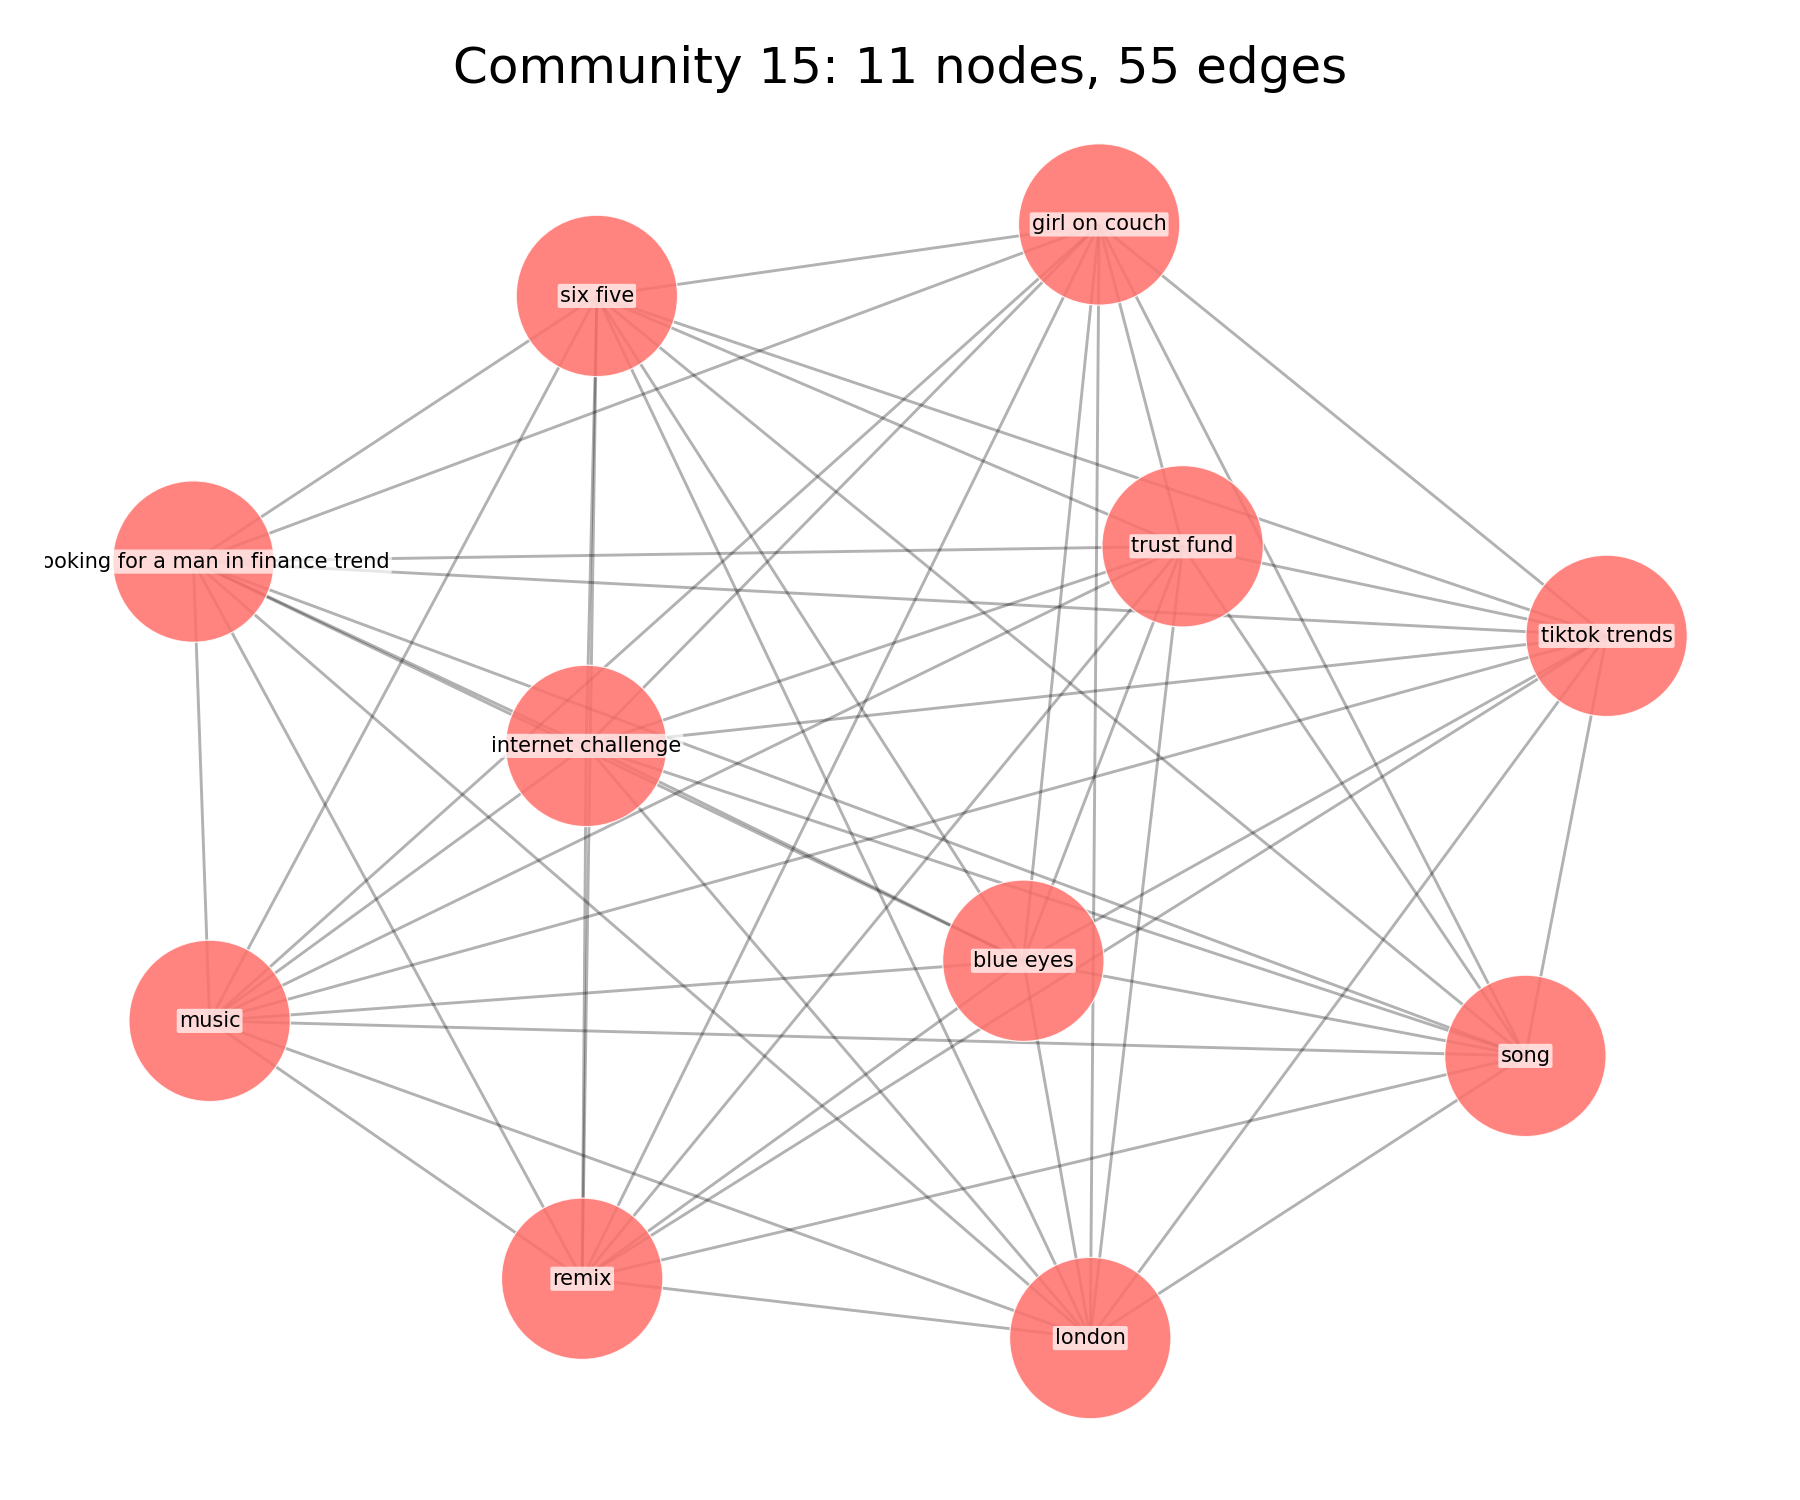 Community 15: 11 nodes, 55 edges
girl on couch
six five
trust fund
ooking for a man in finance trend
tiktok trends
internet challenge
blue eyes
music
song
remix
london